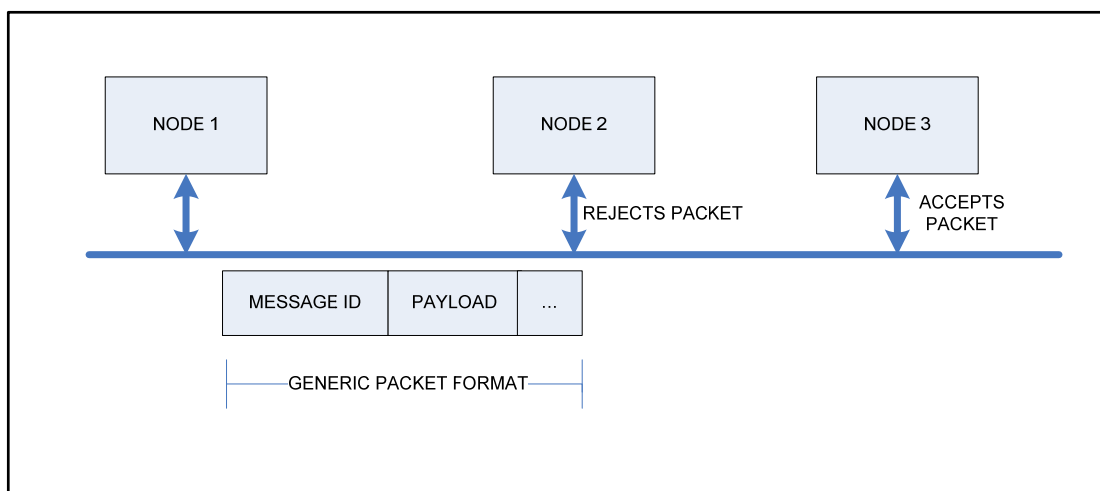 NODE 1
NODE 2
NODE 3
REJECTS PACKET
ACCEPTS
PACKET
MESSAGE ID
PAYLOAD
...
GENERIC PACKET FORMAT